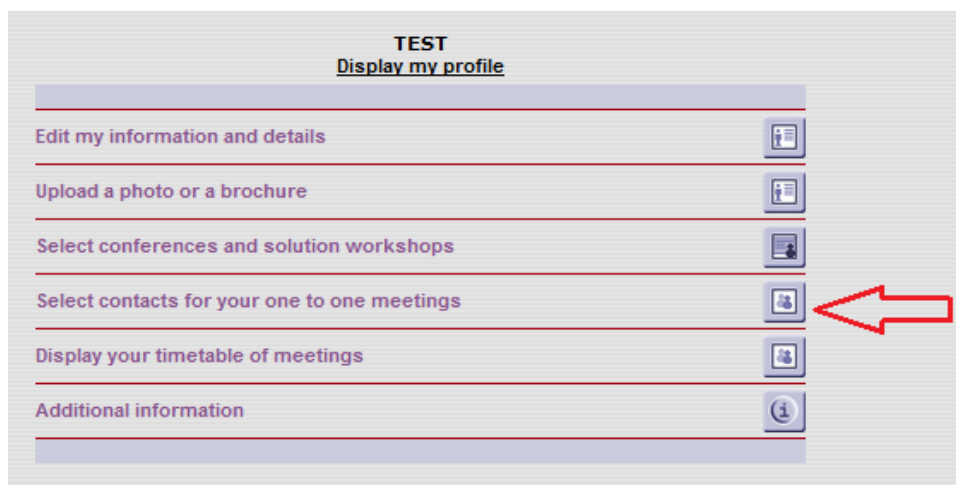 TEST
Display my profile
Edit my information and details
Upload a photo or a brochure
Select conferences and solution workshops
Select contacts for your one to one meetings
Display your timetable of meetings
Additional information